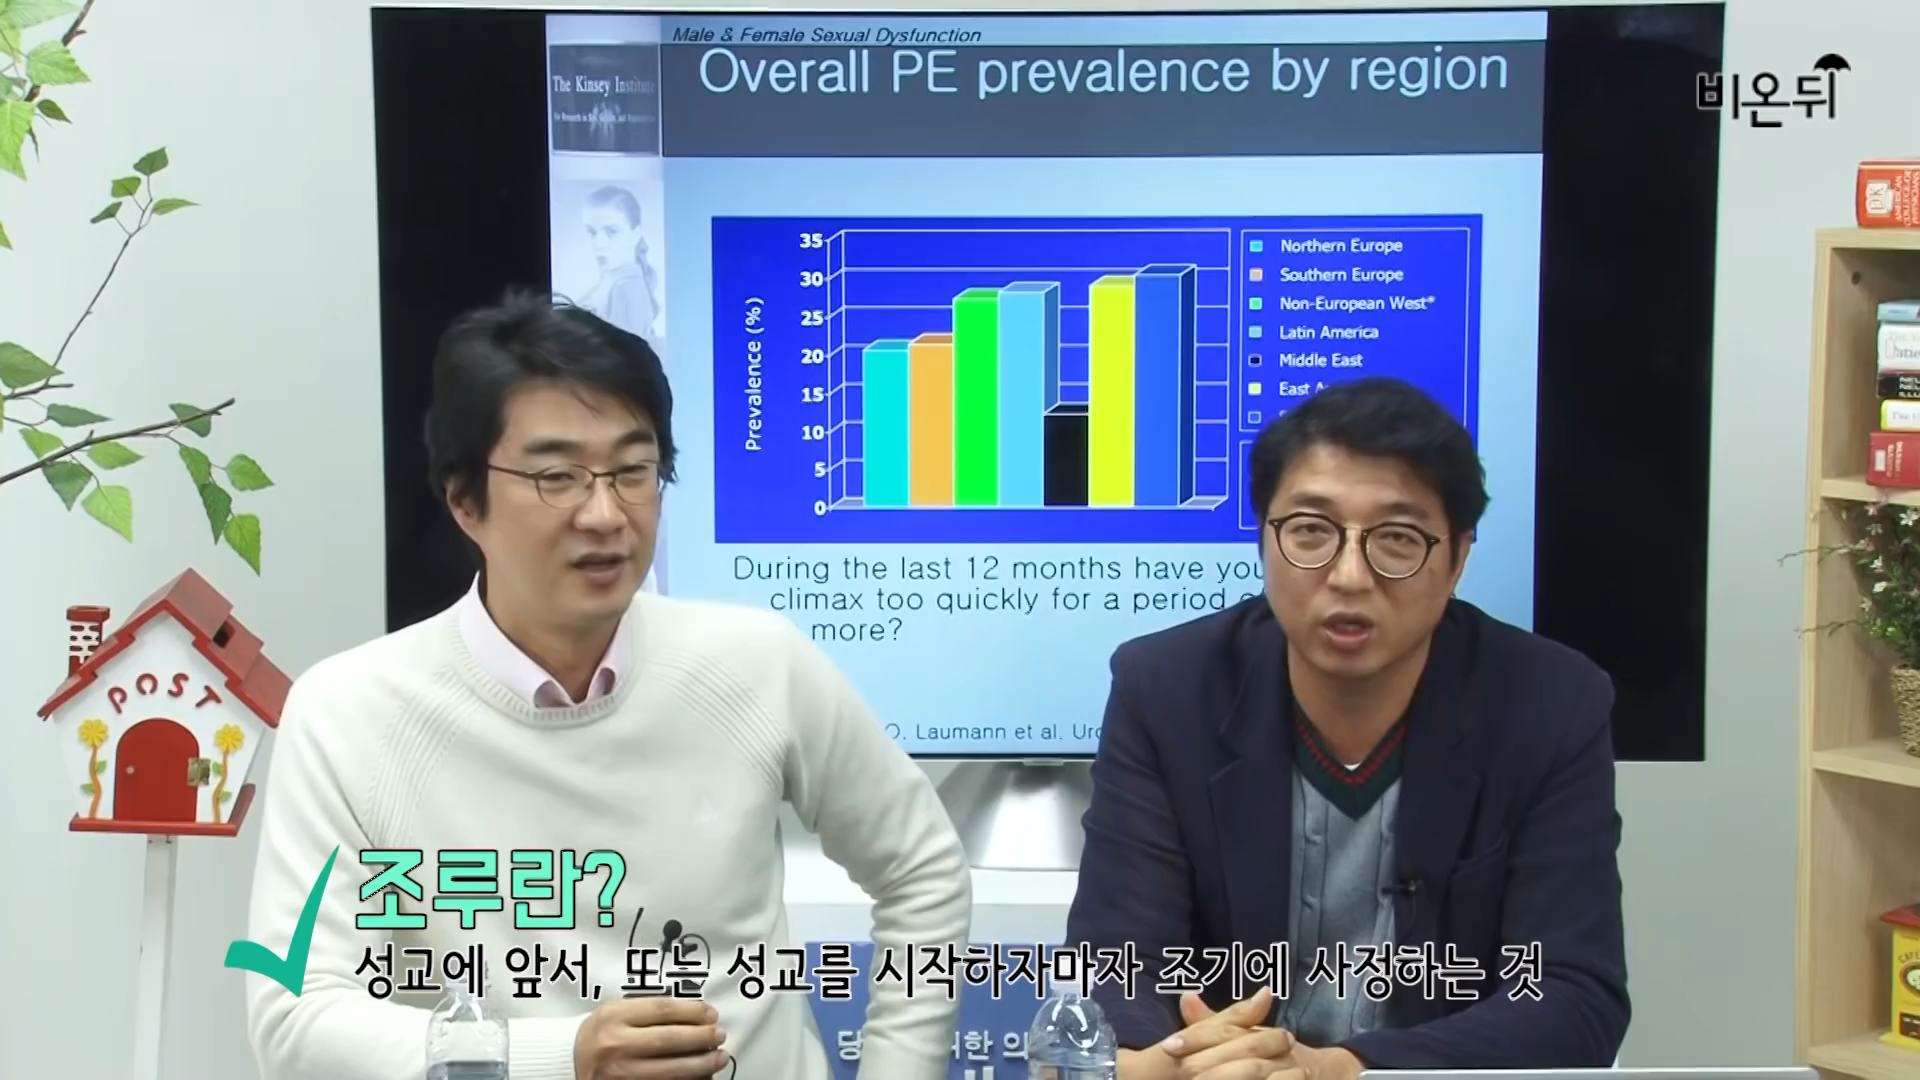 Male & Female Sexual Dysfunction
Overall PE prevalence by region
The Kinsey Institute
비온뒤
35
30
25
20
15
10
5
0
Prevalence (%)
Northern Europe
Southern Europe
Non-European West*
Latin America
Middle East
East
During the last 12 months have you
climax too quickly for a period
more?
O. Laumann et al.
POST
조루란?
성교에 앞서, 또는 성교를 시작하자마자 조기에 사정하는 것